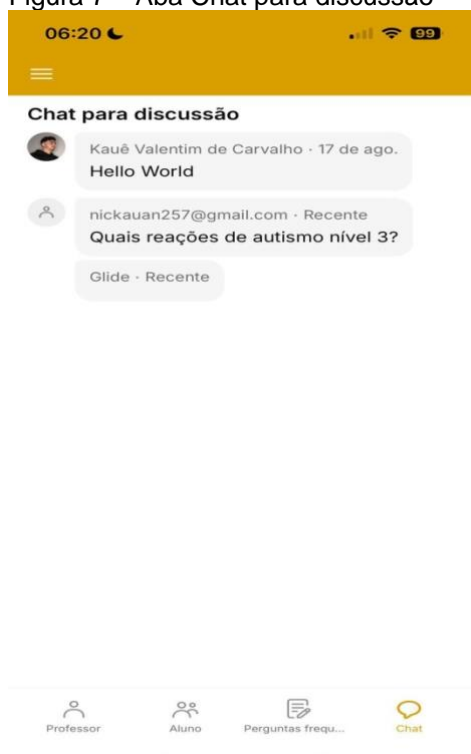 Figura 7 – Aba Chat para discussão
06:20
99
Chat para discussão
Kauê Valentim de Carvalho · 17 de ago.
Hello World
nickauan257@gmail.com · Recente
Quais reações de autismo nível 3?
Glide · Recente
Professor
Aluno
Perguntas frequ...
Chat